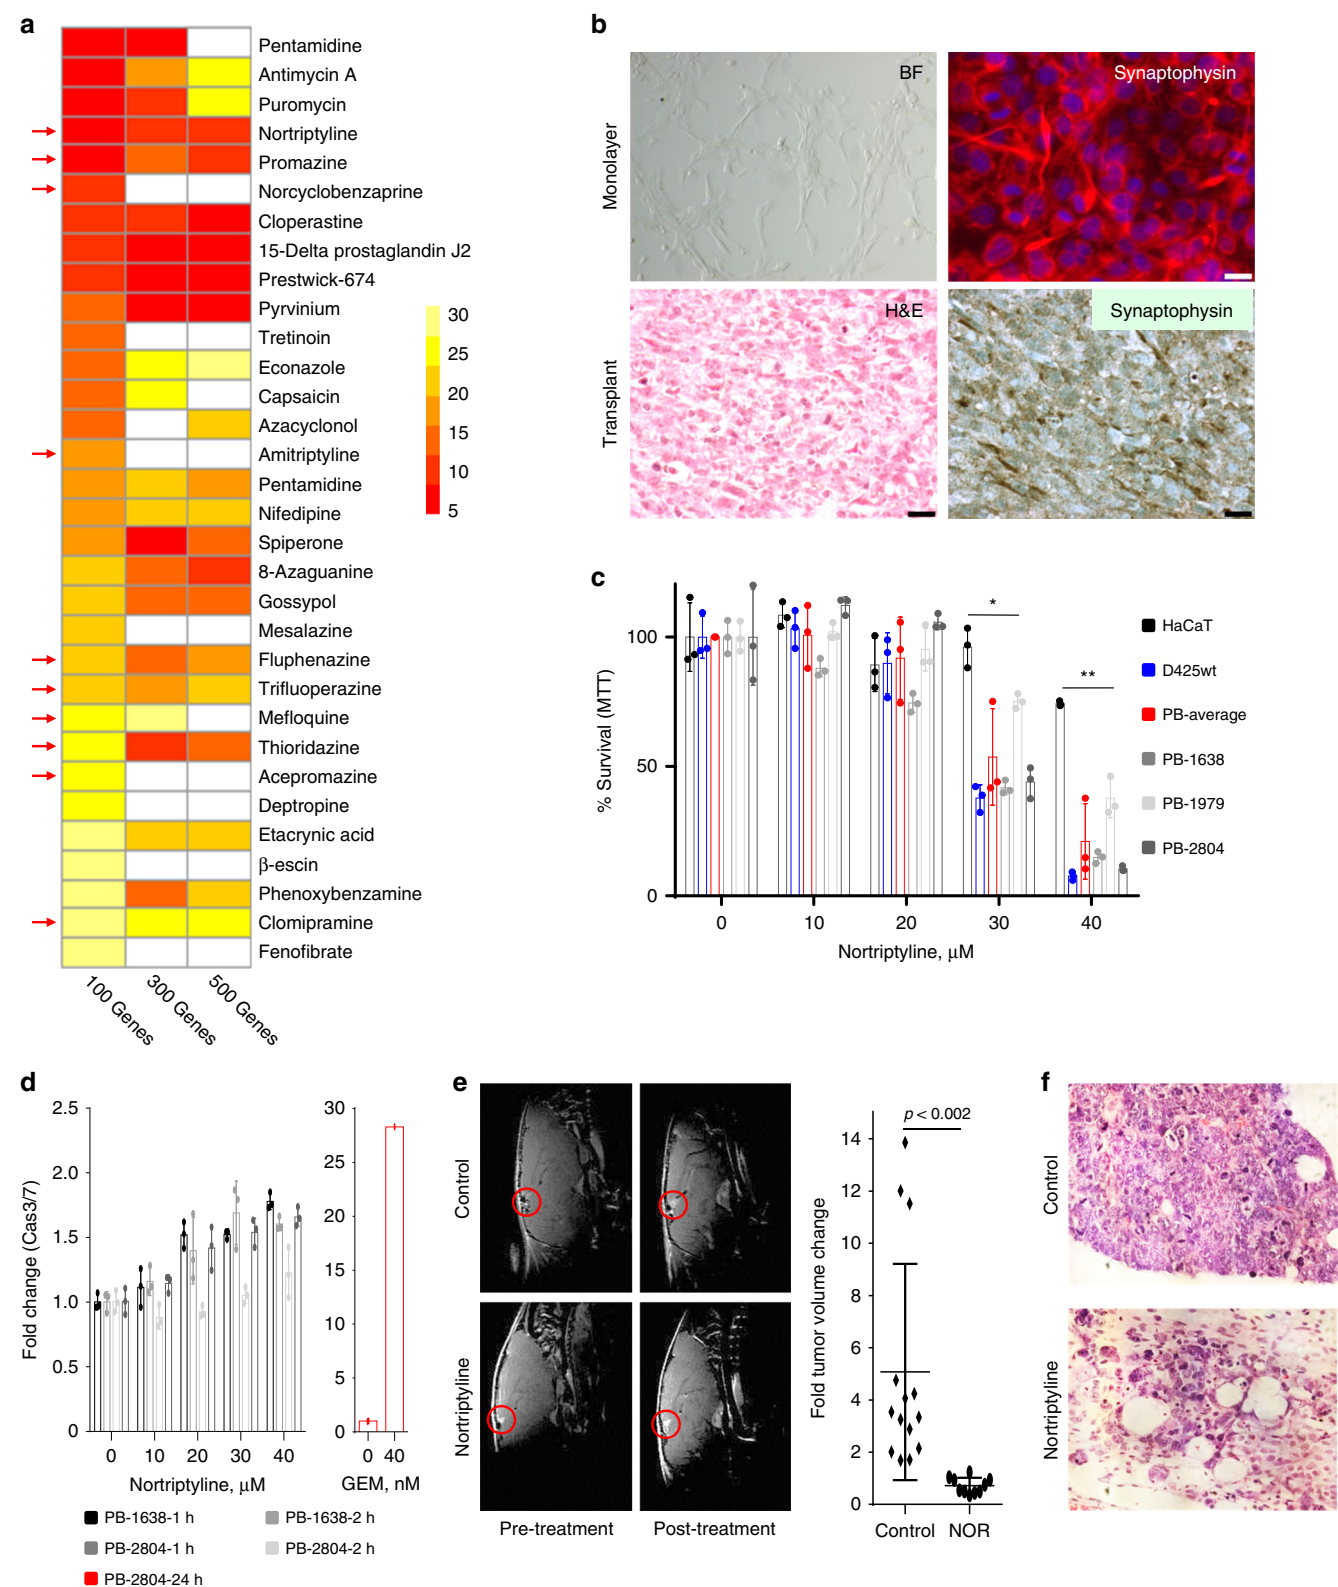 a
Pentamidine
Antimycin A
Puromycin
Nortriptyline
Promazine
Norcyclobenzaprine
Cloperastine
15-Delta prostaglandin J2
Prestwick-674
Pyrvinium
Tretinoin
Econazole
Capsaicin
Azacyclonol
Amitriptyline
Pentamidine
Nifedipine
Spiperone
8-Azaguanine
Gossypol
Mesalazine
Fluphenazine
Trifluoperazine
Mefloquine
Thioridazine
Acepromazine
Deptropine
Etacrynic acid
β-escin
Phenoxybenzamine
Clomipramine
Fenofibrate
100 Genes
300 Genes
500 Genes
30
25
20
15
10
5
b
Monolayer
BF
Synaptophysin
Transplant
H&E
Synaptophysin
c
% Survival (MTT)
100
50
0
*
**
0 10 20 30 40
Nortriptyline, μM
HaCaT
D425wt
PB-average
PB-1638
PB-1979
PB-2804
d
Fold change (Cas3/7)
2.5
2.0
1.5
1.0
0.5
0
0 10 20 30 40
Nortriptyline, μM
30
25
20
15
10
5
0
0 40
GEM, nM
PB-1638-1 h
PB-1638-2 h
PB-2804-1 h
PB-2804-2 h
PB-2804-24 h
e
Control
Nortriptyline
Pre-treatment
Post-treatment
Fold tumor volume change
p < 0.002
14
12
10
8
6
4
2
0
Control NOR
f
Control
Nortriptyline